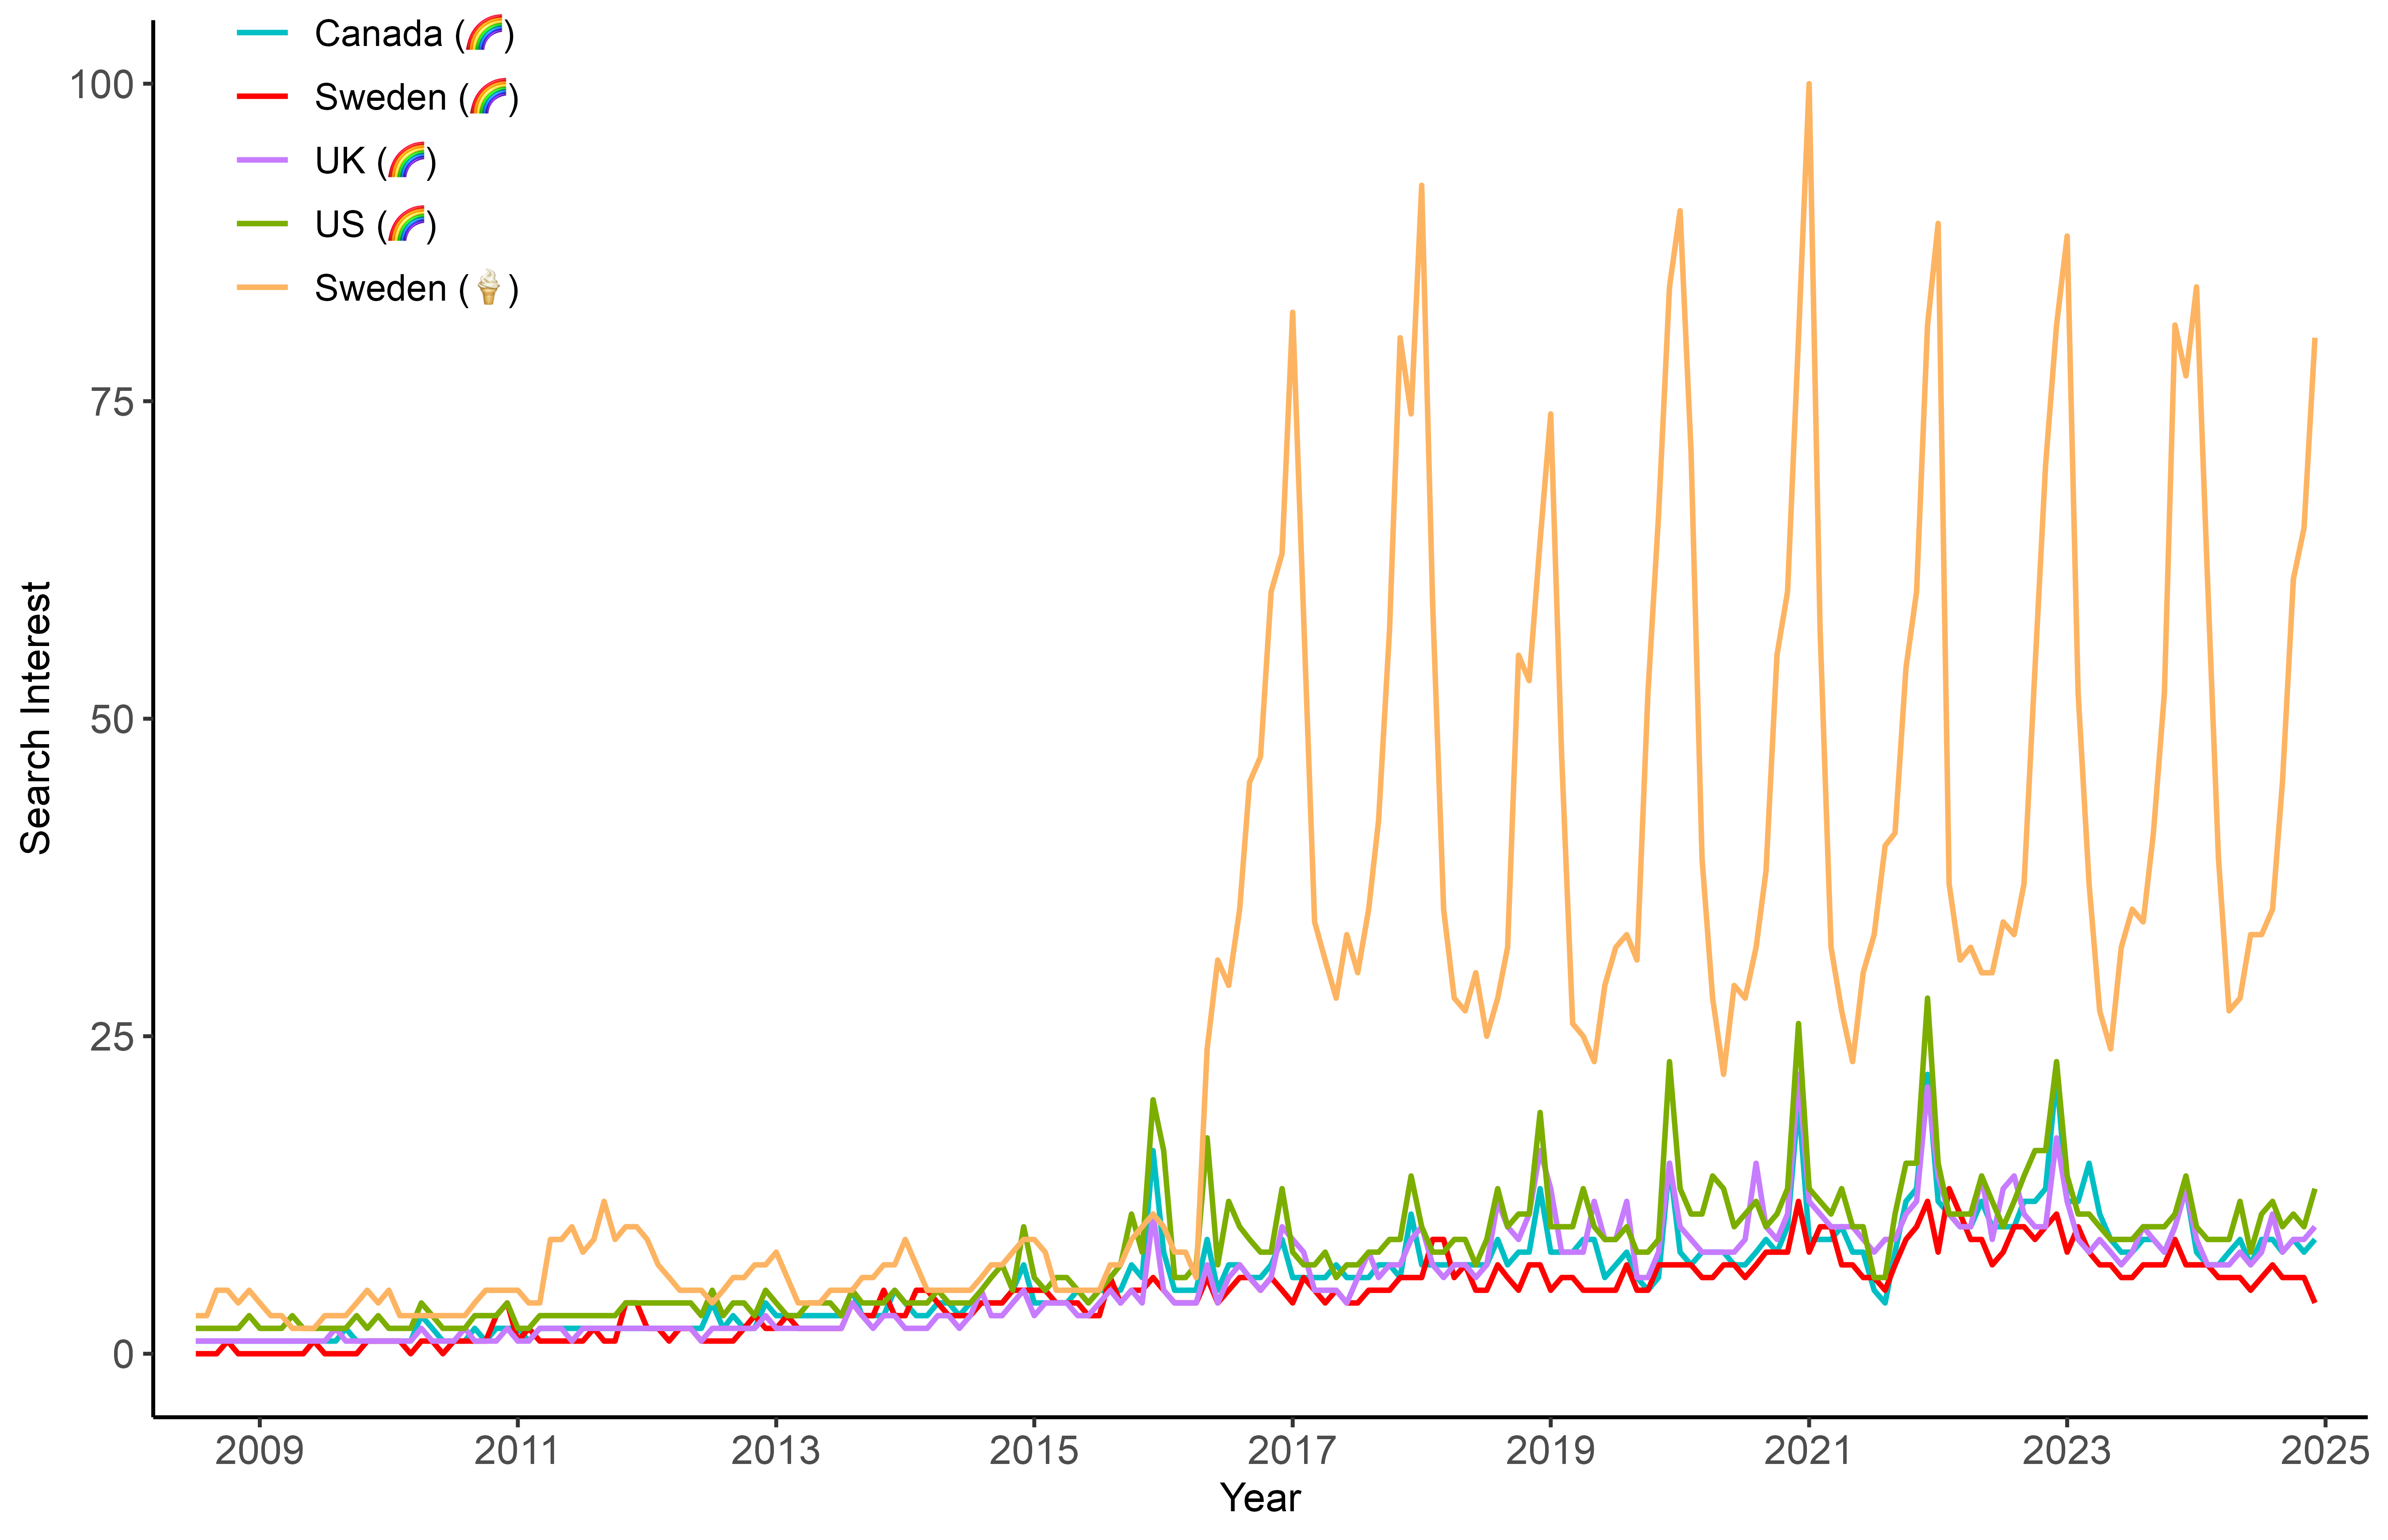 Canada (🌈)
Sweden (🌈)
UK (🌈)
US (🌈)
Sweden (🍦)
100
75
50
25
0
Search Interest
2009 2011 2013 2015 2017 2019 2021 2023 2025
Year